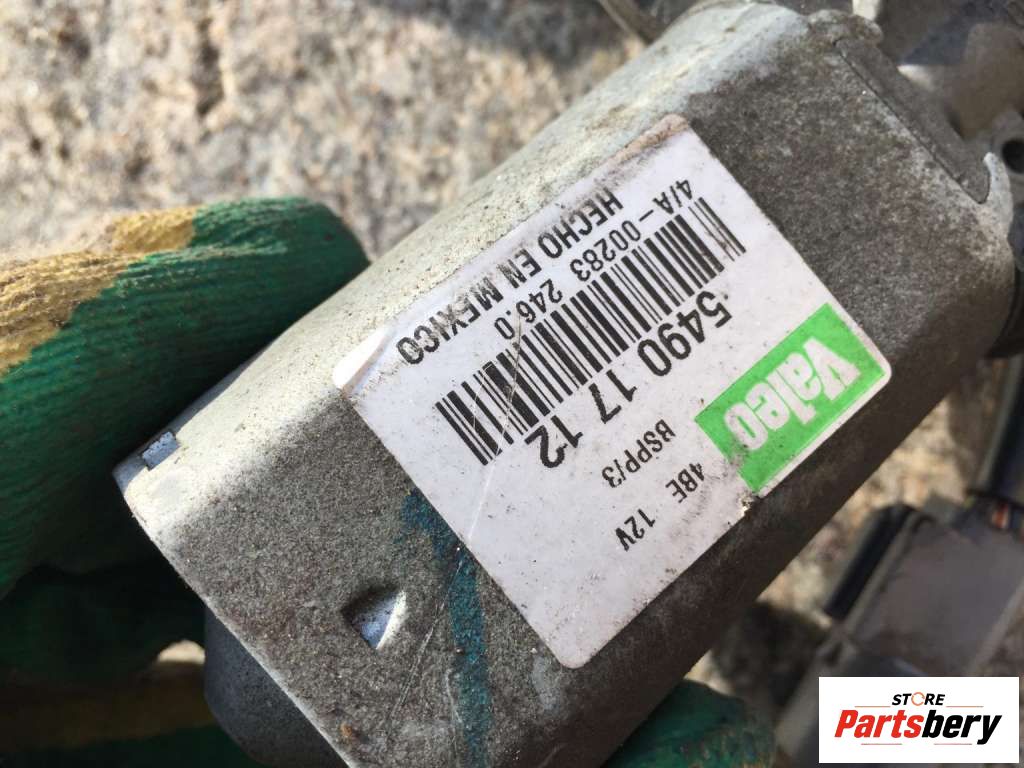 Valeo
4BE 12V
BSPP/3
5490 17 12
4/A-00283 246.0
HECHO EN MEXICO
STORE
Partsbery